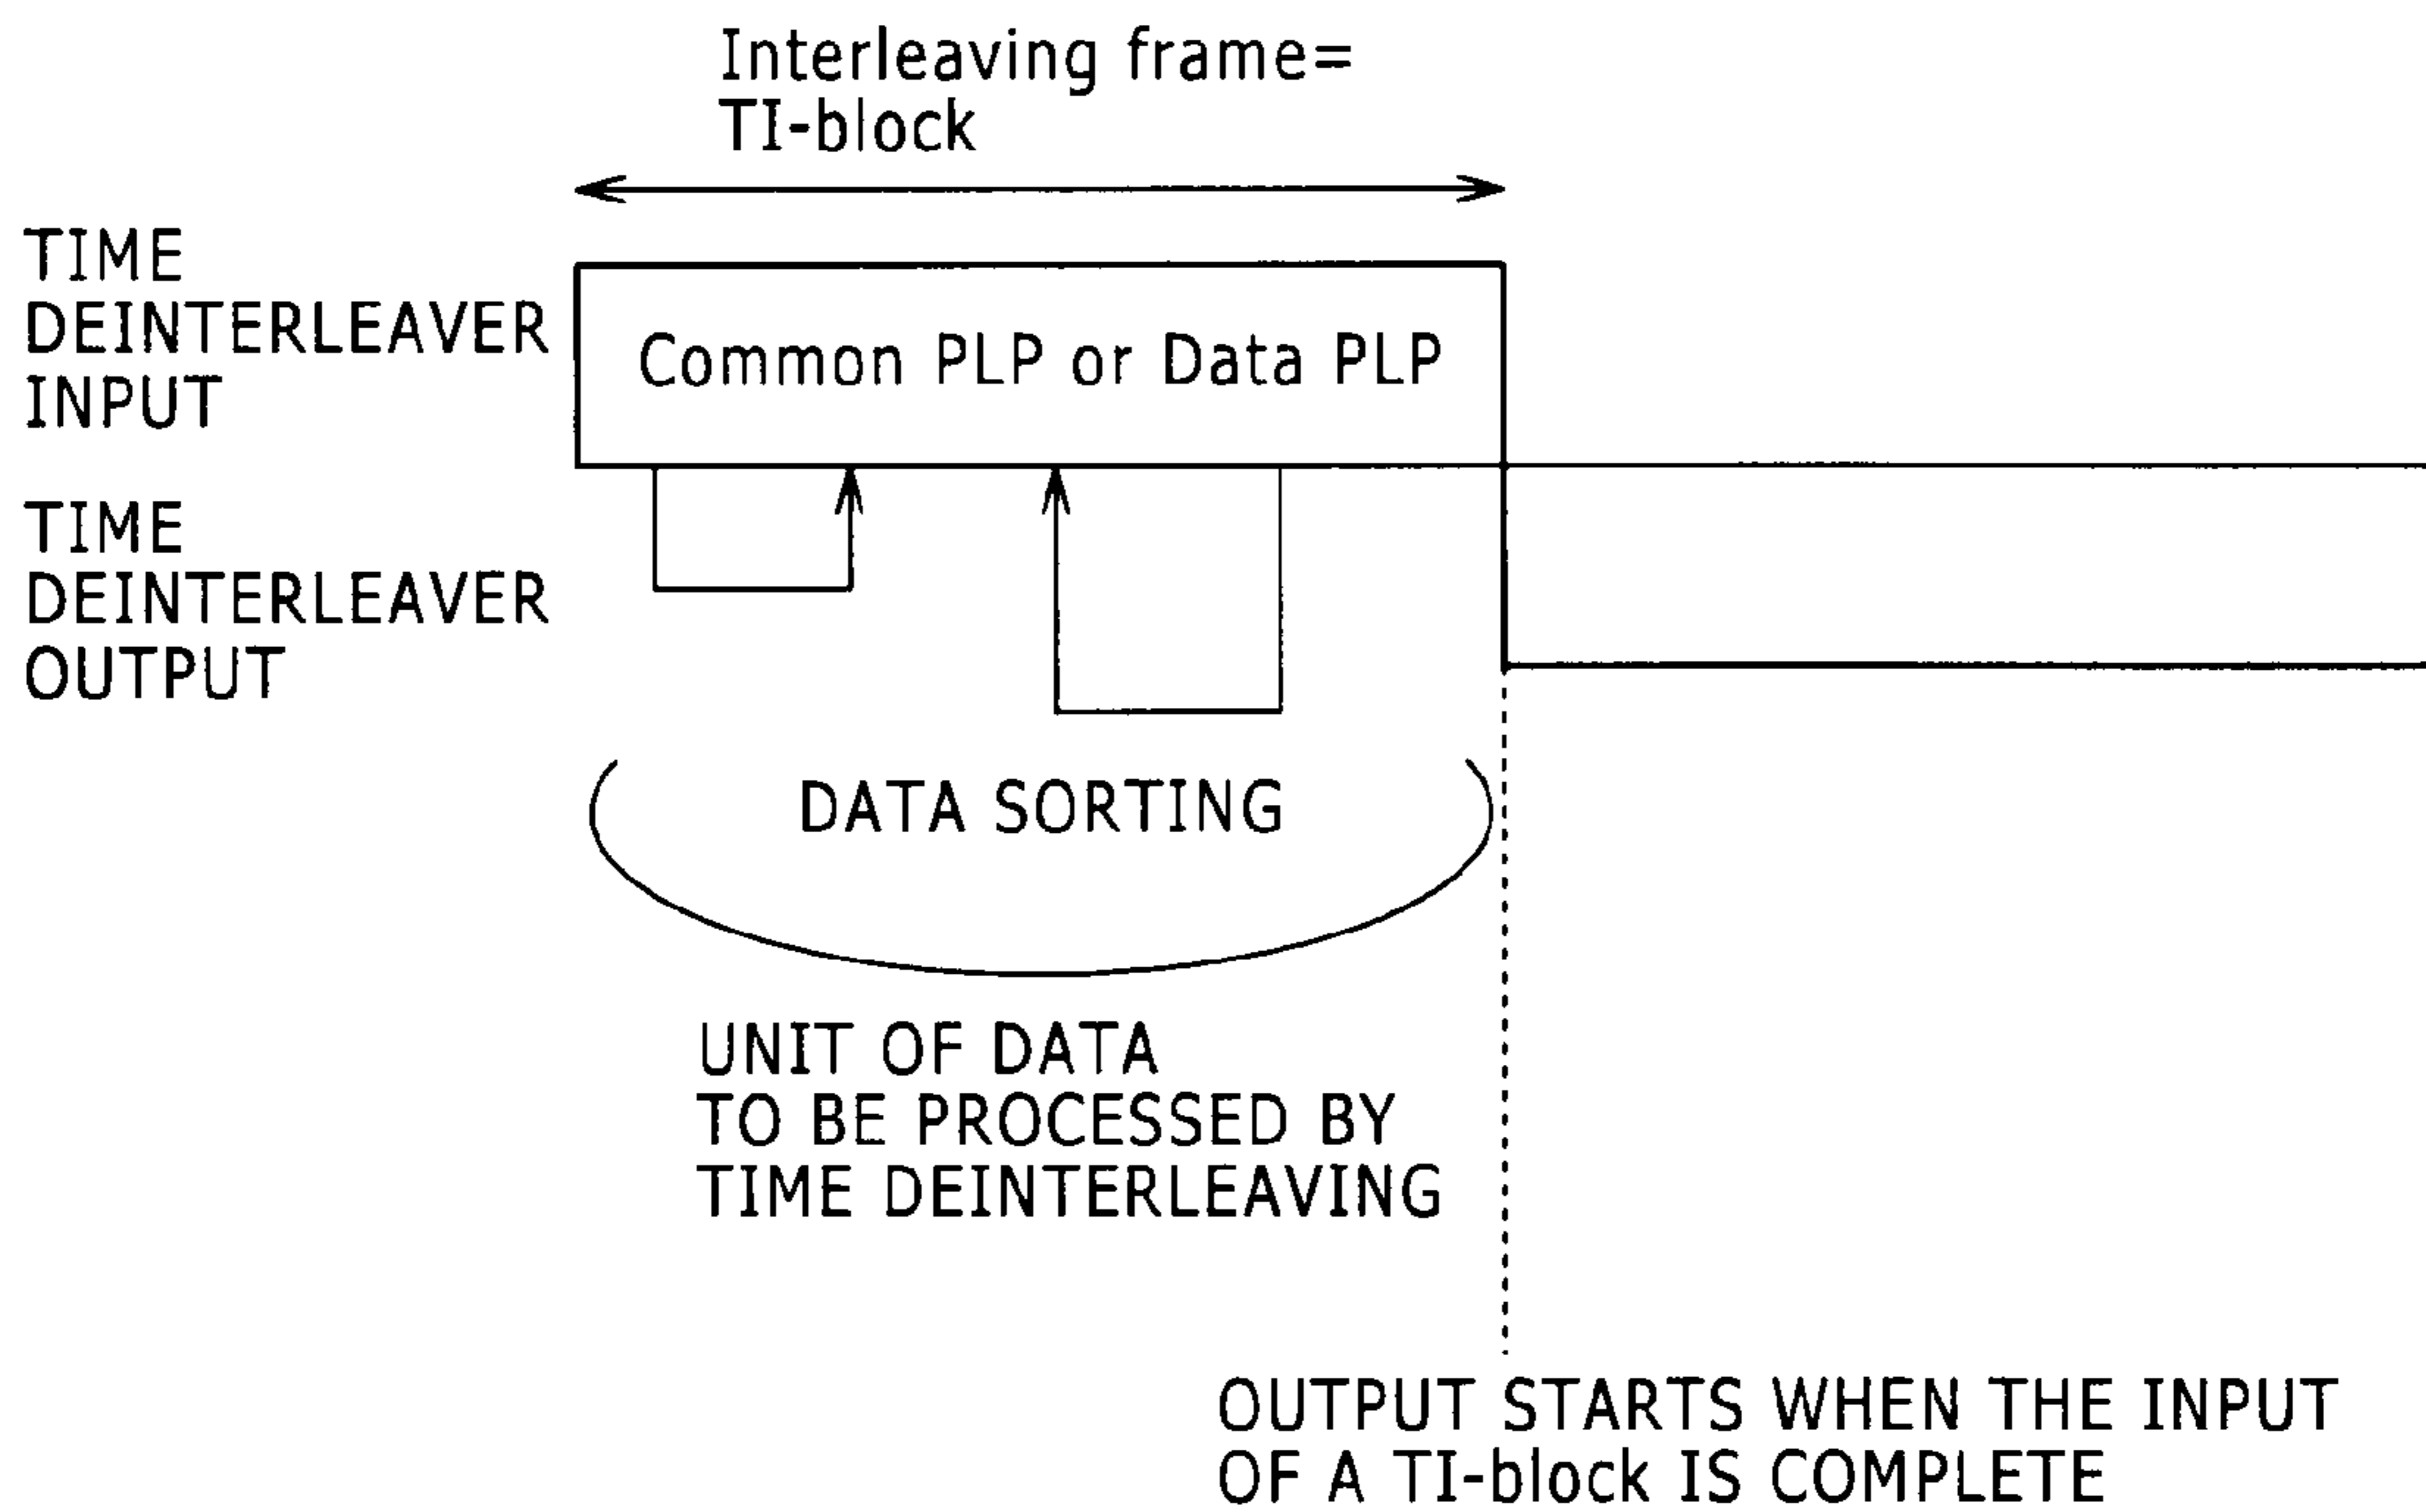 Interleaving frame=
TI-block
TIME
DEINTERLEAVER
INPUT
Common PLP or Data PLP
TIME
DEINTERLEAVER
OUTPUT
DATA SORTING
UNIT OF DATA
TO BE PROCESSED BY
TIME DEINTERLEAVING
OUTPUT STARTS WHEN THE INPUT
OF A TI-block IS COMPLETE